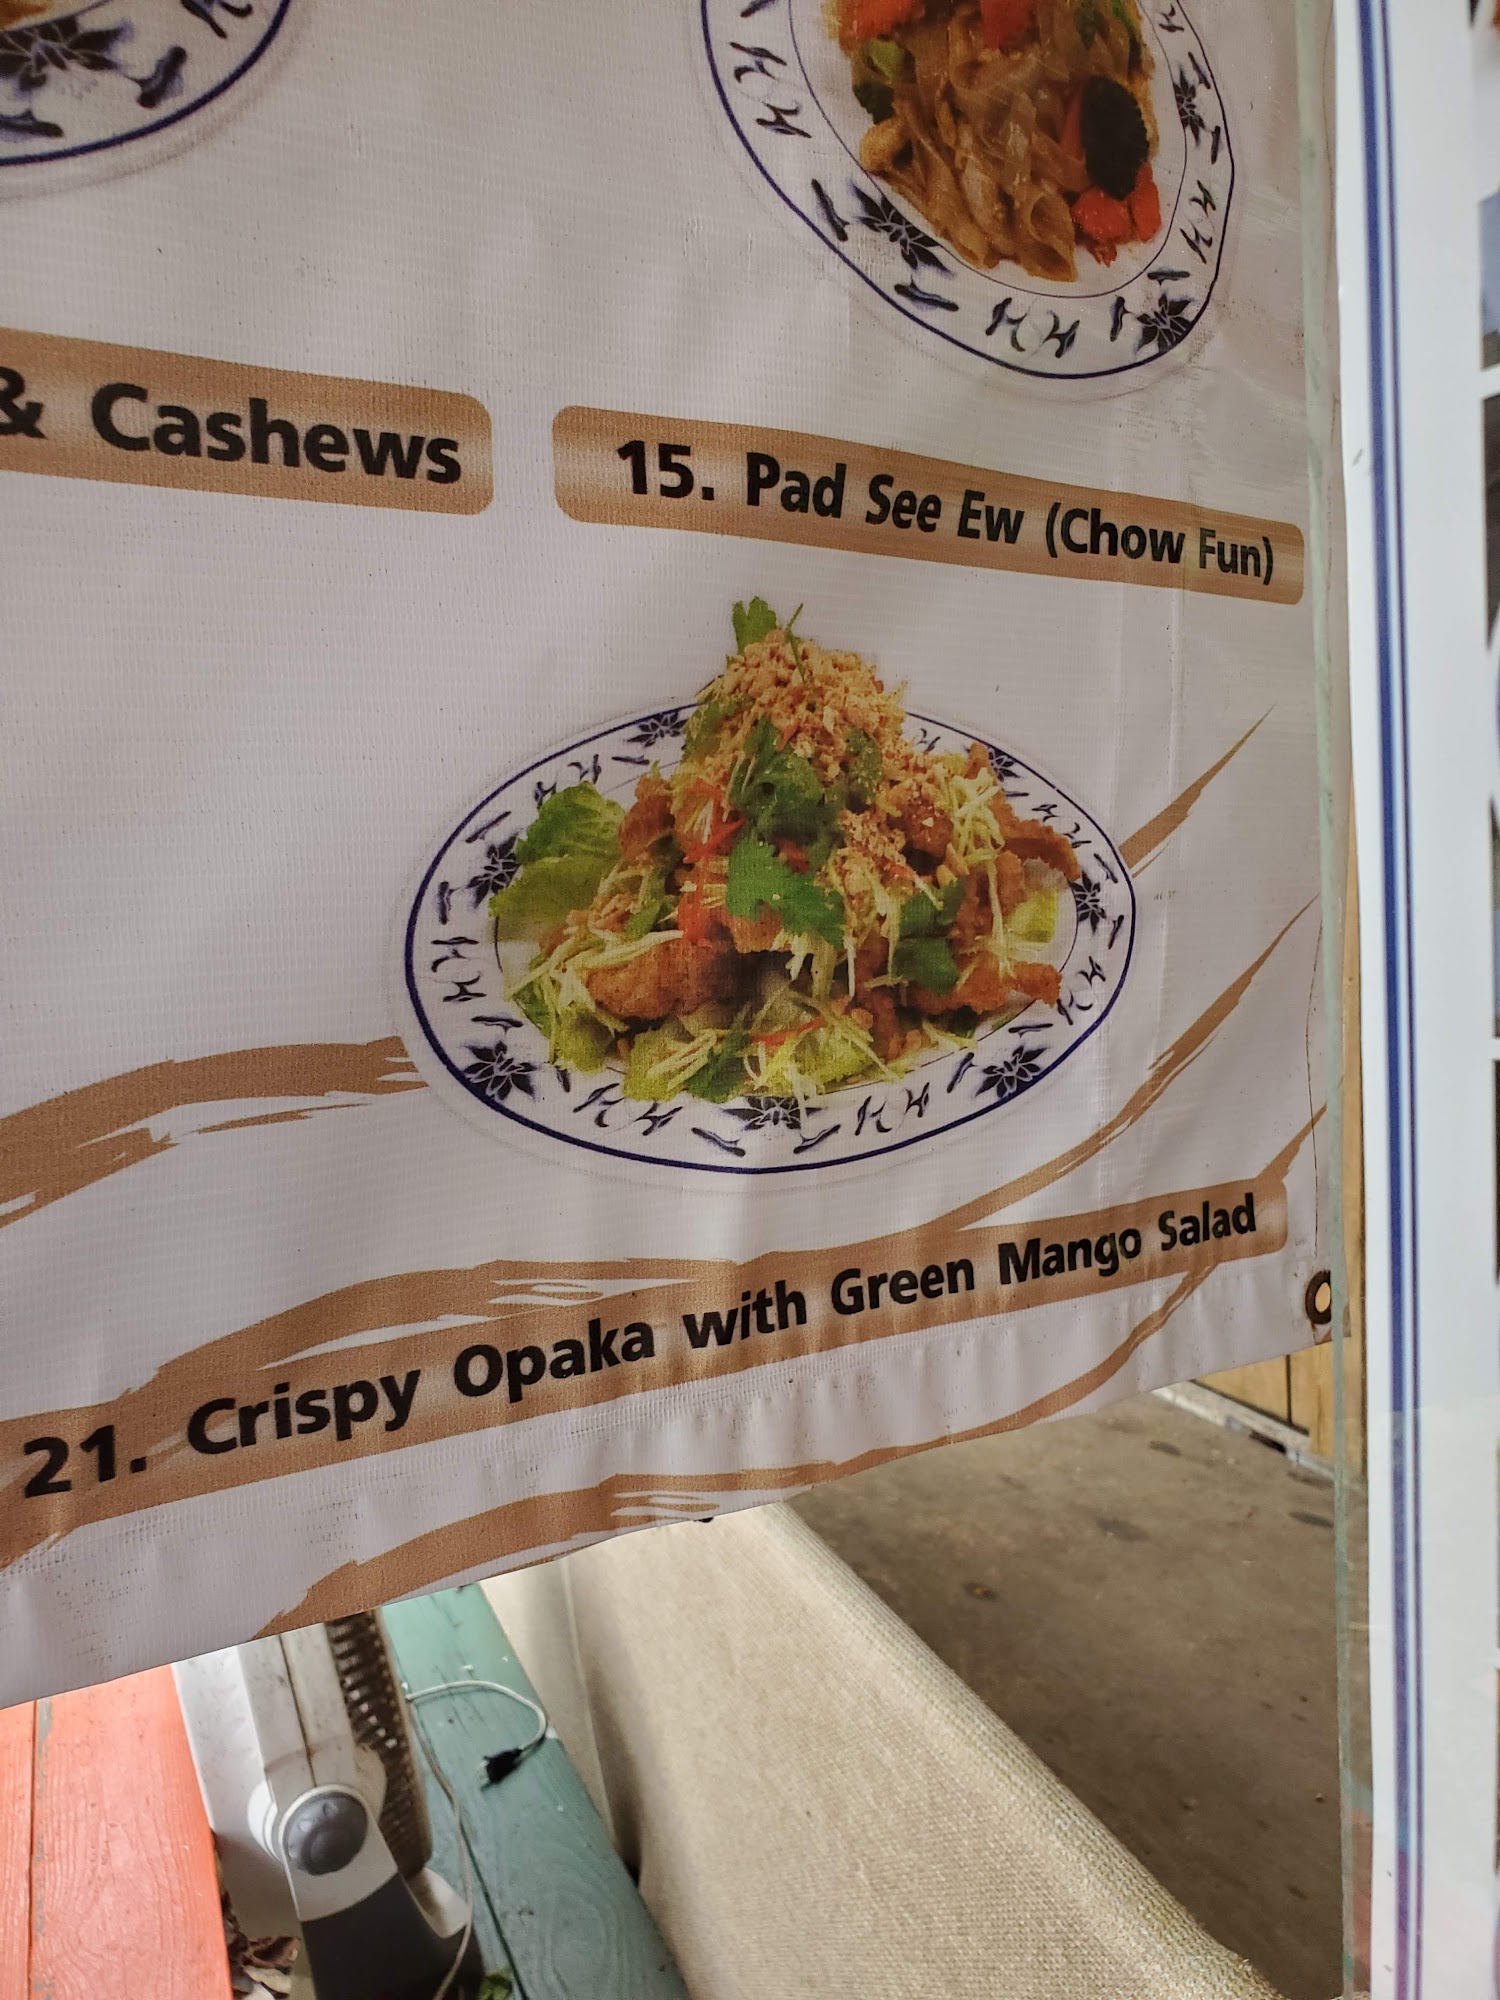 & Cashews
15. Pad See Ew (Chow Fun)
21. Crispy Opaka with Green Mango Salad